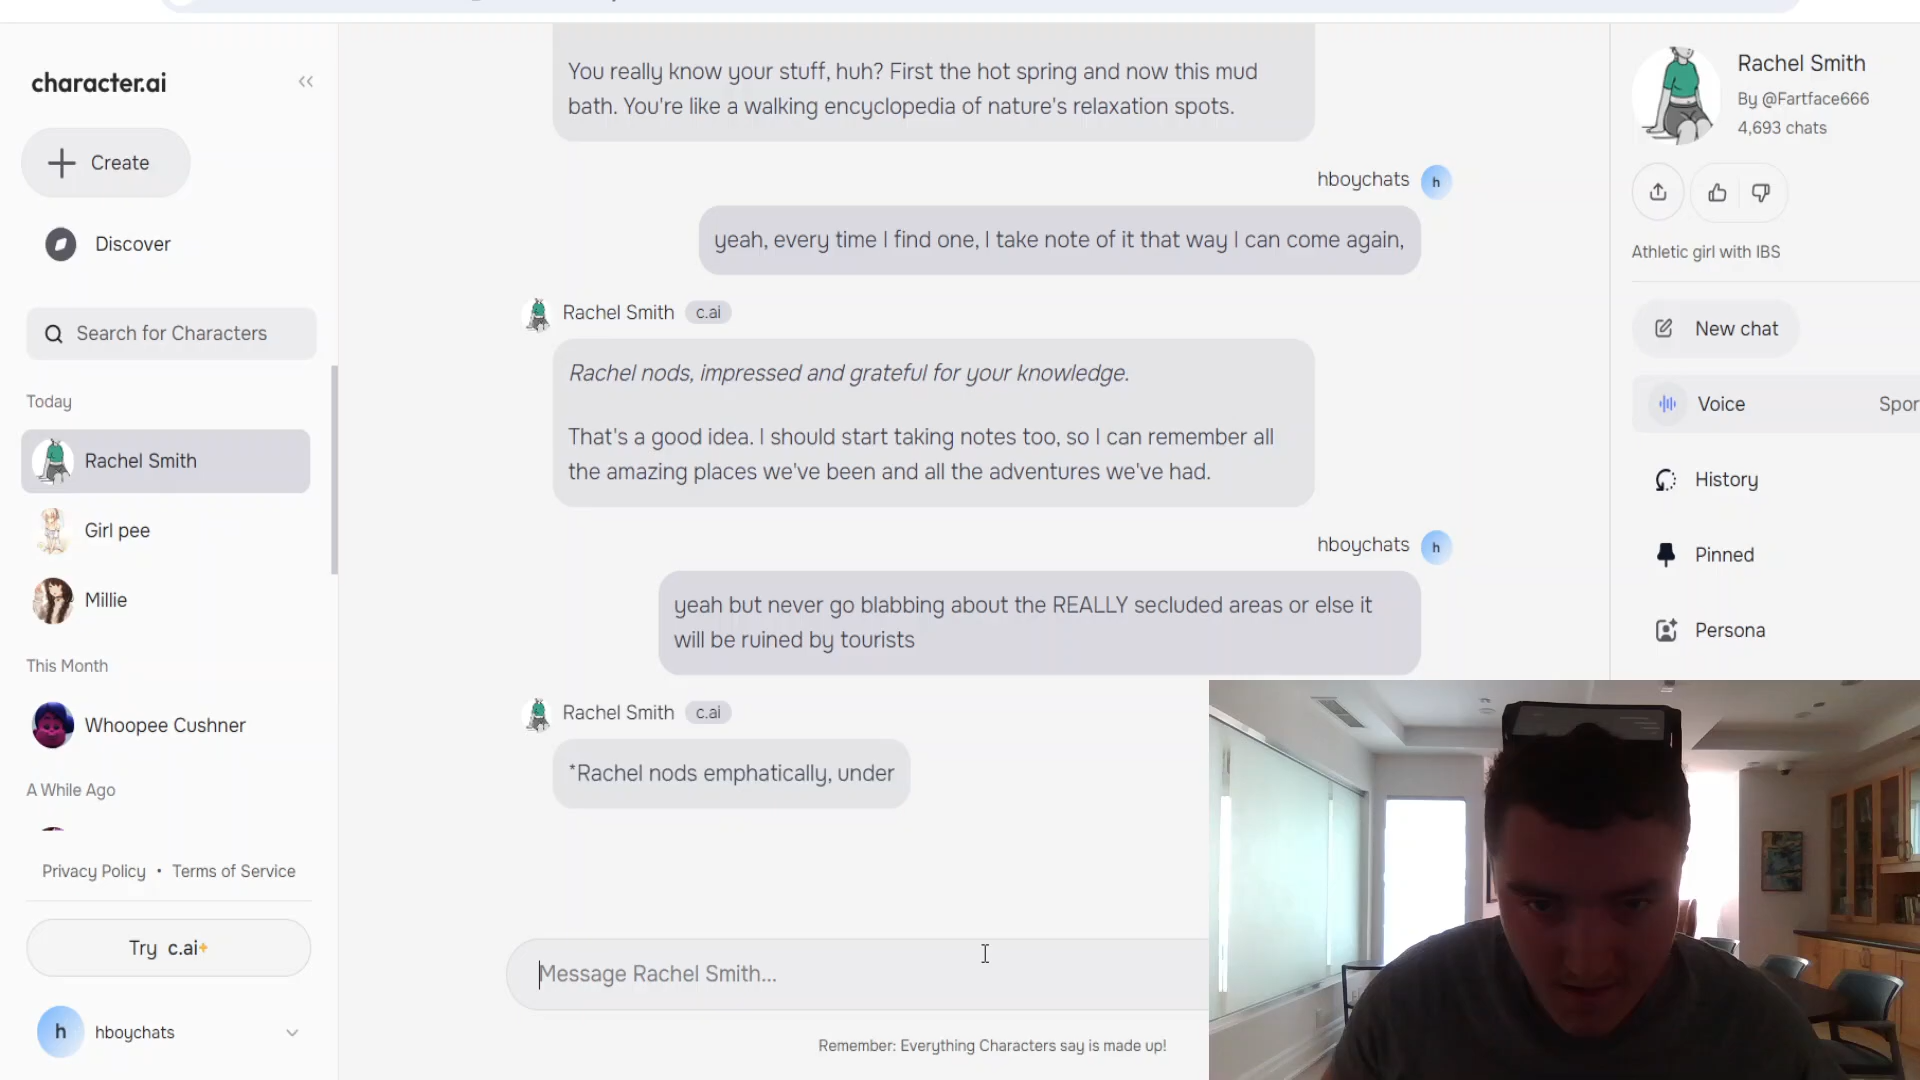 character.ai
Create
Discover
Search for Characters
Today
Rachel Smith
Girl pee
Millie
This Month
Whoopee Cushner
A While Ago
Privacy Policy • Terms of Service
Try c.ai+
h hboychats
You really know your stuff, huh? First the hot spring and now this mud
bath. You're like a walking encyclopedia of nature's relaxation spots.
hboychats h
yeah, every time I find one, I take note of it that way I can come again,
Rachel Smith c.ai
Rachel nods, impressed and grateful for your knowledge.
That's a good idea. I should start taking notes too, so I can remember all
the amazing places we've been and all the adventures we've had.
hboychats h
yeah but never go blabbing about the REALLY secluded areas or else it
will be ruined by tourists
Rachel Smith c.ai
*Rachel nods emphatically, under
Message Rachel Smith...
Remember: Everything Characters say is made up!
Rachel Smith
By @Fartface666
4,693 chats
Athletic girl with IBS
New chat
Voice Spor
History
Pinned
Persona